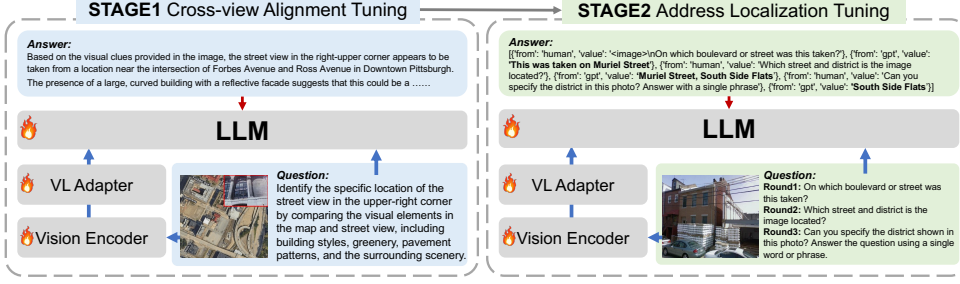 STAGE1 Cross-view Alignment Tuning
Answer:
Based on the visual clues provided in the image, the street view in the right-upper corner appears to be
taken from a location near the intersection of Forbes Avenue and Ross Avenue in Downtown Pittsburgh.
The presence of a large, curved building with a reflective facade suggests that this could be a ……
LLM
VL Adapter
Vision Encoder
Question:
Identify the specific location of the
street view in the upper-right corner
by comparing the visual elements
in the map and street view, including
building styles, greenery, pavement
patterns, and the surrounding scenery.
STAGE2 Address Localization Tuning
Answer:
[{'from': 'human', 'value': '<image>\nOn which boulevard or street was this taken?'}, {'from': 'gpt', 'value':
'This was taken on Muriel Street'}, {'from': 'human', 'value': 'Which street and district is the image
located?'}, {'from': 'gpt', 'value': 'Muriel Street, South Side Flats'}, {'from': 'human', 'value': 'Can you
specify the district in this photo? Answer with a single phrase'}, {'from': 'gpt', 'value': 'South Side Flats'}]
LLM
VL Adapter
Vision Encoder
Question:
Round1: On which boulevard or street was
this taken?
Round2: Which street and district is the
image located?
Round3: Can you specify the district shown in
this photo? Answer the question using a single
word or phrase.